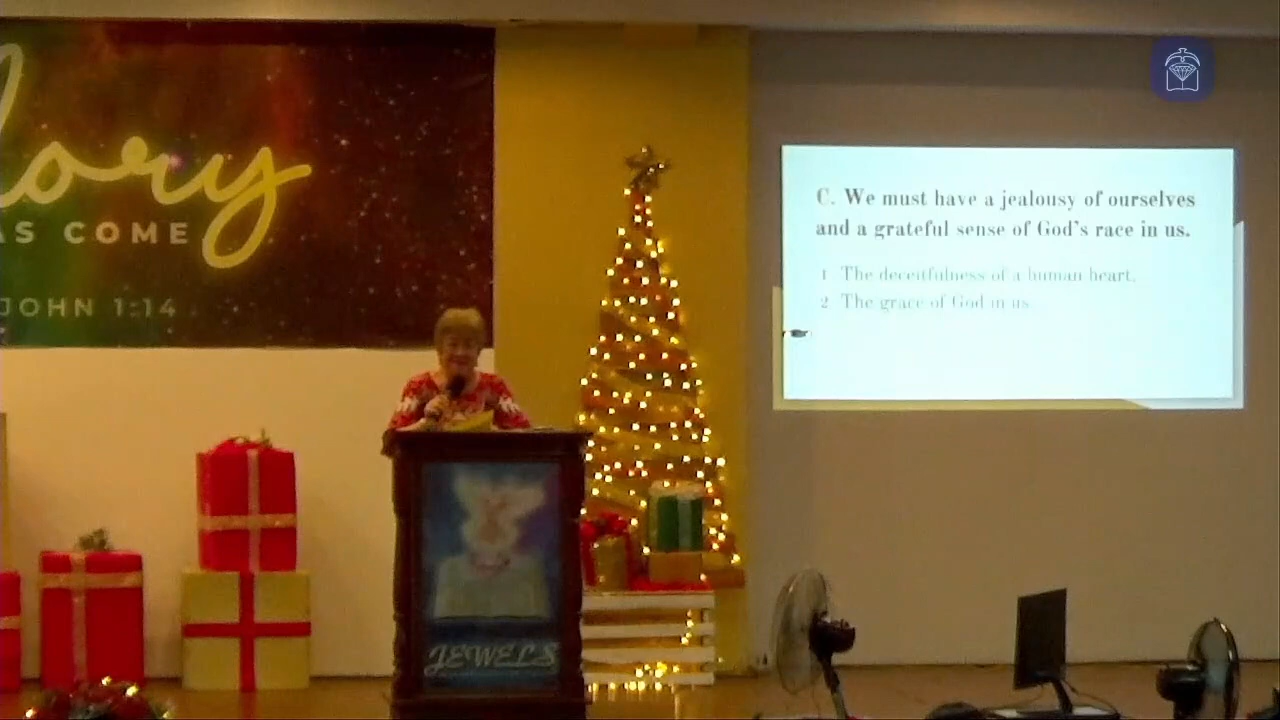 lory
AS COME
JOHN 1:14
C. We must have a jealousy of ourselves
and a grateful sense of God's race in us.
1 The deceitfulness of a human heart.
2 The grace of God in us.
JEWELS